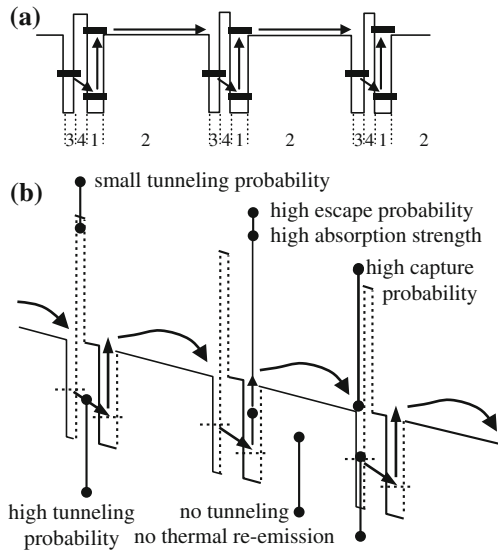 (a)
3 4 1 2 3 4 1 2 3 4 1 2
(b)
small tunneling probability
high escape probability
high absorption strength
high capture
probability
high tunneling
probability
no tunneling
no thermal re-emission